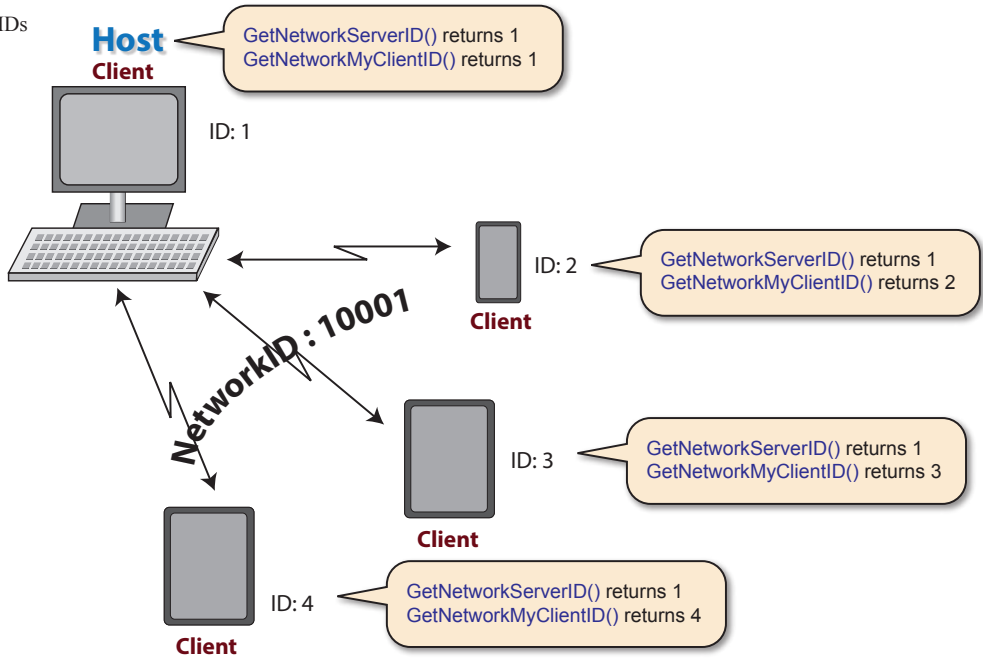 IDs
Host
Client
GetNetworkServerID() returns 1
GetNetworkMyClientID() returns 1
ID: 1
ID: 2
Client
GetNetworkServerID() returns 1
GetNetworkMyClientID() returns 2
NetworkID : 10001
ID: 3
Client
GetNetworkServerID() returns 1
GetNetworkMyClientID() returns 3
ID: 4
Client
GetNetworkServerID() returns 1
GetNetworkMyClientID() returns 4